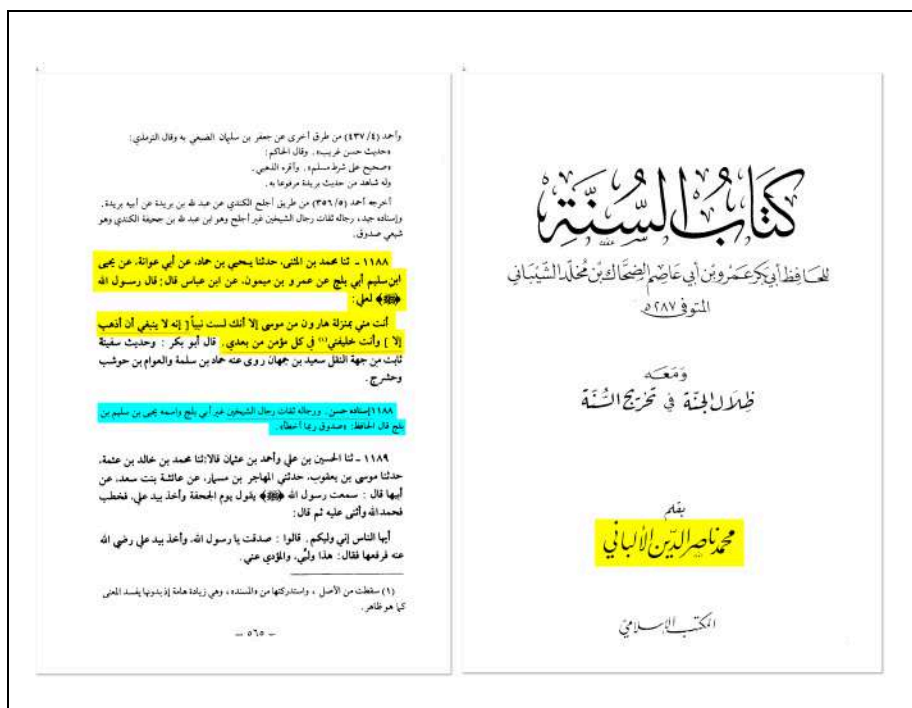 وأحمد (٤/ ٤٣٧) من طرق أخرى عن جعفر بن سليمان الضبعي به وقال الترمذي:
«حديث حسن غريب». وقال الحاكم:
«صحيح على شرط مسلم». وأقره الذهبي.
وله شاهد من حديث بريدة مرفوعا به.
أخرجه أحمد (٥/ ٣٥٦) من طريق أجلح الكندي عن عبد لله بن بريدة عن أبيه بريدة.
وإسناده جيد، رجاله ثقات رجال الشيخين غير أجلح وهو ابن عبد لله بن جحيفة الكندي وهو
شيعي صدوق.
١١٨٨ - ثنا محمد بن المثنى، حدثنا يحيى بن حماد، عن أبي عوانة، عن يحيى
ابن سليم أبي بلج عن عمرو بن ميمون، عن ابن عباس قال: قال رسول الله
﴿ﷺ﴾ لعلي:
أنت مني بمنزلة هارون من موسى إلا أنك لست نبياً [ إنه لا ينبغي أن أذهب
إلا ] وأنت خليفتي(١) في كل مؤمن من بعدي. قال أبو بكر : وحديث سفينة
ثابت من جهة النقل سعيد بن جمهان روى عنه حماد بن سلمة والعوام بن حوشب
وحشرج.
١١٨٨ إسناده حسن. ورجاله ثقات رجال الشيخين غير أبي بلج واسمه يحيى بن سليم بن
بلج قال الحافظ: «صدوق ربما أخطأ».
١١٨٩ - ثنا الحسين بن علي وأحمد بن عثمان قالا: ثنا محمد بن خالد بن عثمة،
حدثنا موسى بن يعقوب، حدثني المهاجر بن مسمار، عن عائشة بنت سعد، عن
أبيها قال : سمعت رسول الله ﴿ﷺ﴾ يقول يوم الجحفة وأخذ بيد علي، فخطب
فحمد الله وأثنى عليه ثم قال:
أيها الناس إني وليكم. قالوا : صدقت يا رسول الله، وأخذ بيد علي رضي الله
عنه فرفعها فقال: هذا وليي، والمؤدي عني.
(١) سقطت من الأصل ، واستدركتها من «المسند»، وهي زيادة هامة إذ بدونها يفسد المعنى
كما هو ظاهر.
— ٥٦٥ —
كتاب السنة
للحافظ أبي بكر عمرو بن أبي عاصم الضحاك بن مخلد الشيباني
المتوفى ٢٨٧هـ
ومعه
ظلال الجنة في تخريج السنة
بقلم
محمد ناصر الدين الألباني
المكتب الإسلامي